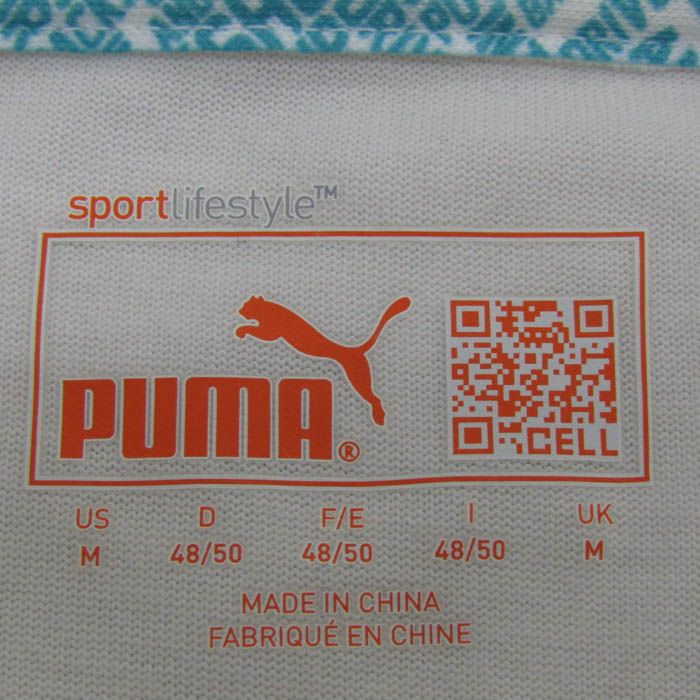 sportlifestyle™
PUMA®
CELL
US D F/E I UK
M 48/50 48/50 48/50 M
MADE IN CHINA
FABRIQUÉ EN CHINE